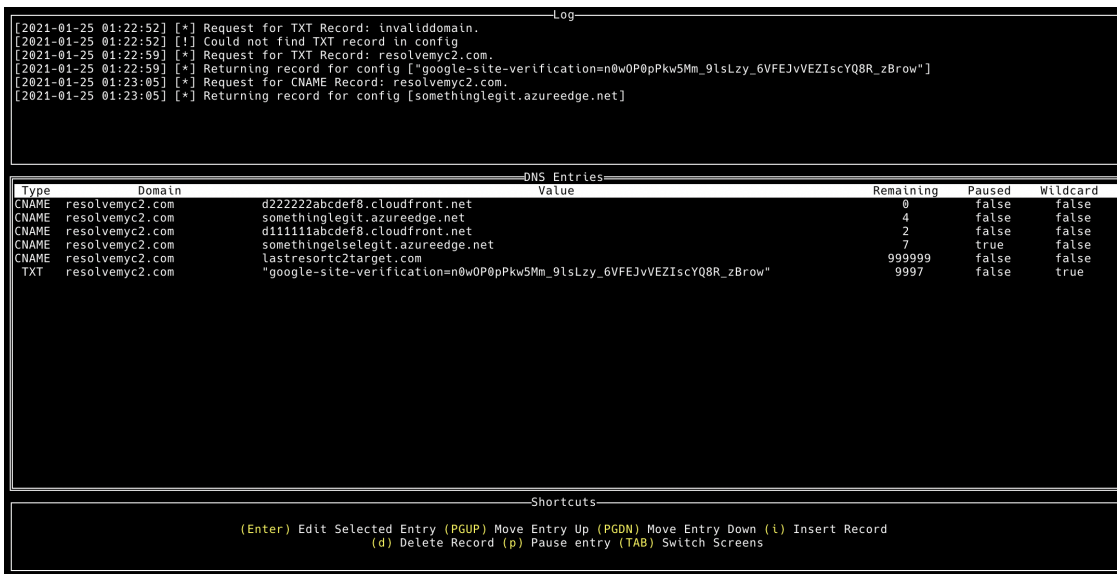 Log
[2021-01-25 01:22:52] [*] Request for TXT Record: invaliddomain.
[2021-01-25 01:22:52] [!] Could not find TXT record in config
[2021-01-25 01:22:59] [*] Request for TXT Record: resolvemyc2.com.
[2021-01-25 01:22:59] [*] Returning record for config ["google-site-verification=n0wOP0pPkw5Mm_9lsLzy_6VFEJvVEZIscYQ8R_zBrow"]
[2021-01-25 01:23:05] [*] Request for CNAME Record: resolvemyc2.com.
[2021-01-25 01:23:05] [*] Returning record for config [somethinglegit.azureedge.net]
DNS Entries
Type Domain Value Remaining Paused Wildcard
CNAME resolvemyc2.com d222222abcdef8.cloudfront.net 0 false false
CNAME resolvemyc2.com somethinglegit.azureedge.net 4 false false
CNAME resolvemyc2.com d111111abcdef8.cloudfront.net 2 false false
CNAME resolvemyc2.com somethingelselegit.azureedge.net 7 true false
CNAME resolvemyc2.com lastresortc2target.com 999999 false false
TXT resolvemyc2.com "google-site-verification=n0wOP0pPkw5Mm_9lsLzy_6VFEJvVEZIscYQ8R_zBrow" 9997 false true
Shortcuts
(Enter) Edit Selected Entry (PGUP) Move Entry Up (PGDN) Move Entry Down (i) Insert Record
(d) Delete Record (p) Pause entry (TAB) Switch Screens